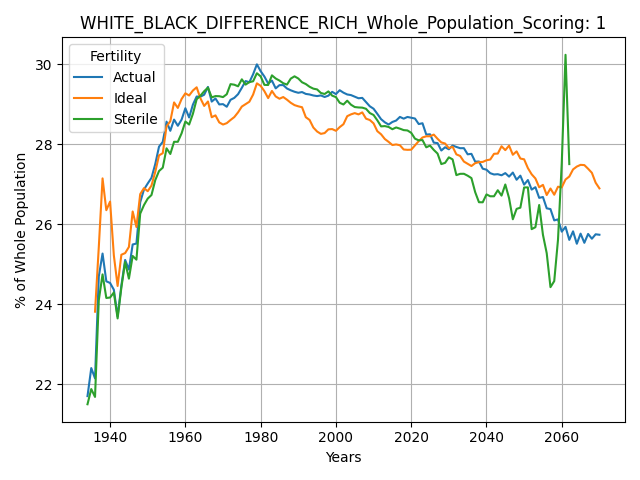 WHITE_BLACK_DIFFERENCE_RICH_Whole_Population_Scoring: 1
Fertility
Actual
Ideal
Sterile
% of Whole Population
30
28
26
24
22
1940
1960
1980
2000
2020
2040
2060
Years